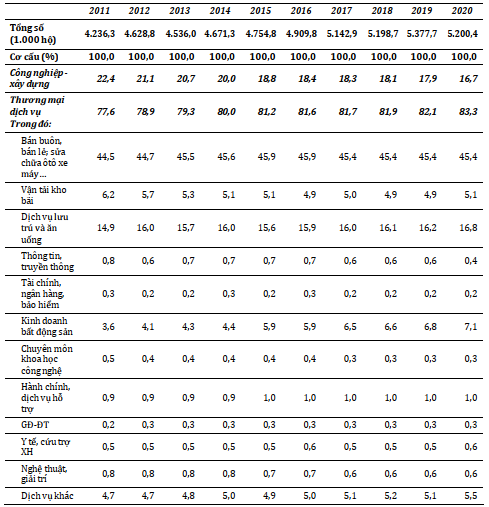 2011 2012 2013 2014 2015 2016 2017 2018 2019 2020
Tổng số
(1.000 hộ) 4.236,3 4.628,8 4.536,0 4.671,3 4.754,8 4.909,8 5.142,9 5.198,7 5.377,7 5.200,4
Cơ cấu (%) 100,0 100,0 100,0 100,0 100,0 100,0 100,0 100,0 100,0 100,0
Công nghiệp -
xây dựng 22,4 21,1 20,7 20,0 18,8 18,4 18,3 18,1 17,9 16,7
Thương mại
dịch vụ 77,6 78,9 79,3 80,0 81,2 81,6 81,7 81,9 82,1 83,3
Trong đó:
Bán buôn,
bán lẻ; sửa
chữa ôtô xe 44,5 44,7 45,5 45,6 45,9 45,9 45,4 45,4 45,4 45,4
máy...
Vận tải kho
bãi 6,2 5,7 5,3 5,1 5,1 4,9 5,0 4,9 4,9 5,1
Dịch vụ lưu
trú và ăn
uống 14,9 16,0 15,7 16,0 15,6 15,9 16,0 16,1 16,2 16,8
Thông tin,
truyền thông 0,8 0,6 0,7 0,7 0,7 0,7 0,6 0,6 0,6 0,4
Tài chính,
ngân hàng,
bảo hiểm 0,3 0,2 0,2 0,3 0,2 0,3 0,2 0,2 0,2 0,2
Kinh doanh
bất động sản 3,6 4,1 4,3 4,4 5,9 5,9 6,5 6,6 6,8 7,1
Chuyên môn
khoa học
công nghệ 0,5 0,4 0,4 0,4 0,4 0,4 0,3 0,3 0,3 0,3
Hành chính,
dịch vụ hỗ
trợ 0,9 0,9 0,9 0,9 1,0 1,0 1,0 1,0 1,0 1,0
GD-ĐT 0,2 0,3 0,3 0,3 0,3 0,3 0,3 0,3 0,3 0,3
Y tế, cứu trợ
XH 0,5 0,5 0,5 0,5 0,5 0,6 0,5 0,5 0,5 0,6
Nghệ thuật,
giải trí 0,8 0,8 0,8 0,8 0,7 0,7 0,6 0,6 0,6 0,6
Dịch vụ khác 4,7 4,7 4,8 5,0 4,9 5,0 5,1 5,2 5,1 5,5